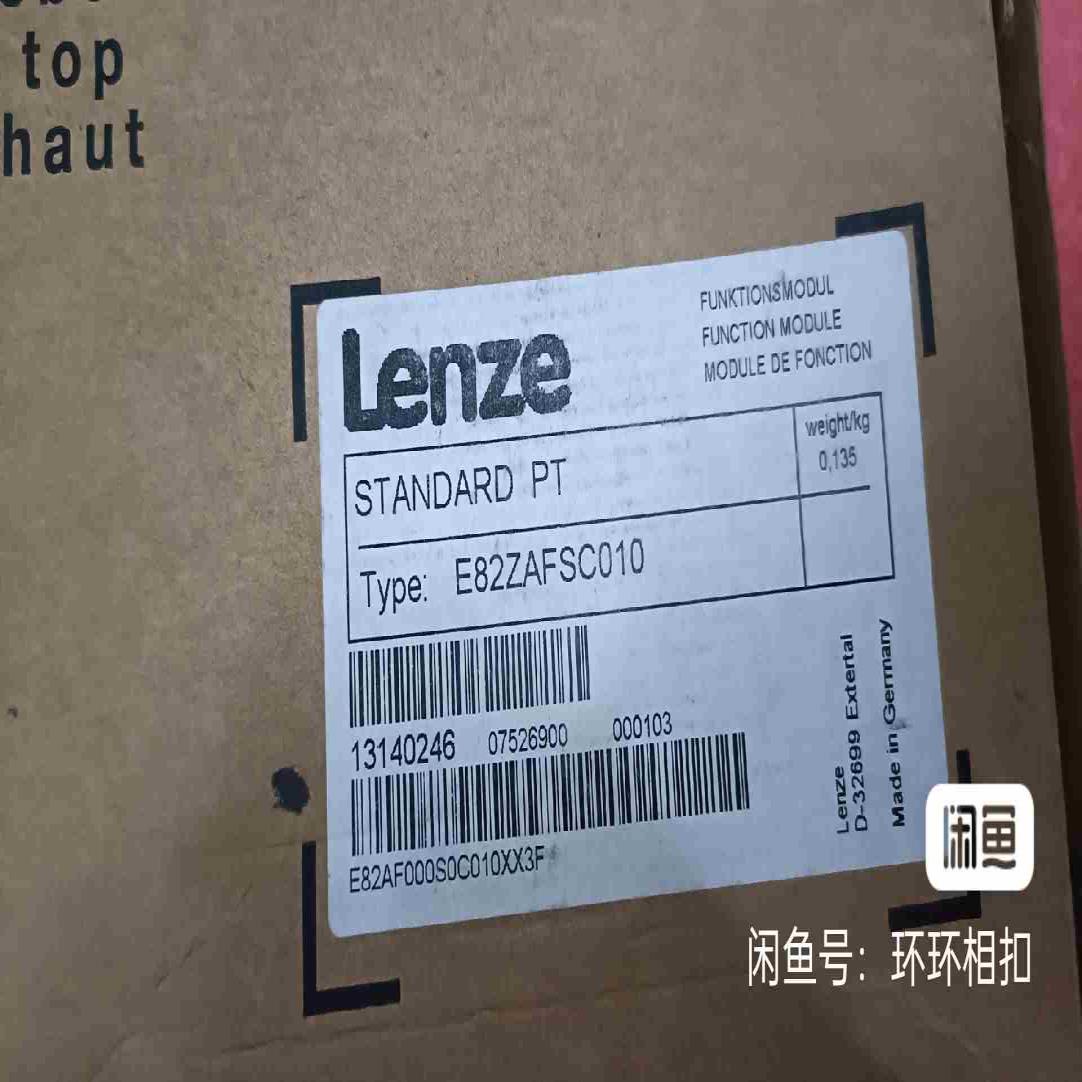 top
haut
Lenze
FUNKTIONSMODUL
FUNCTION MODULE
MODULE DE FONCTION
STANDARD PT
weight/kg
0,135
Type: E82ZAFSC010
13140246 07526900 000103
E82AF000S0C010XX3F
Lenze
D-32699 Extertal
Made in Germany
闲鱼
闲鱼号：环环相扣